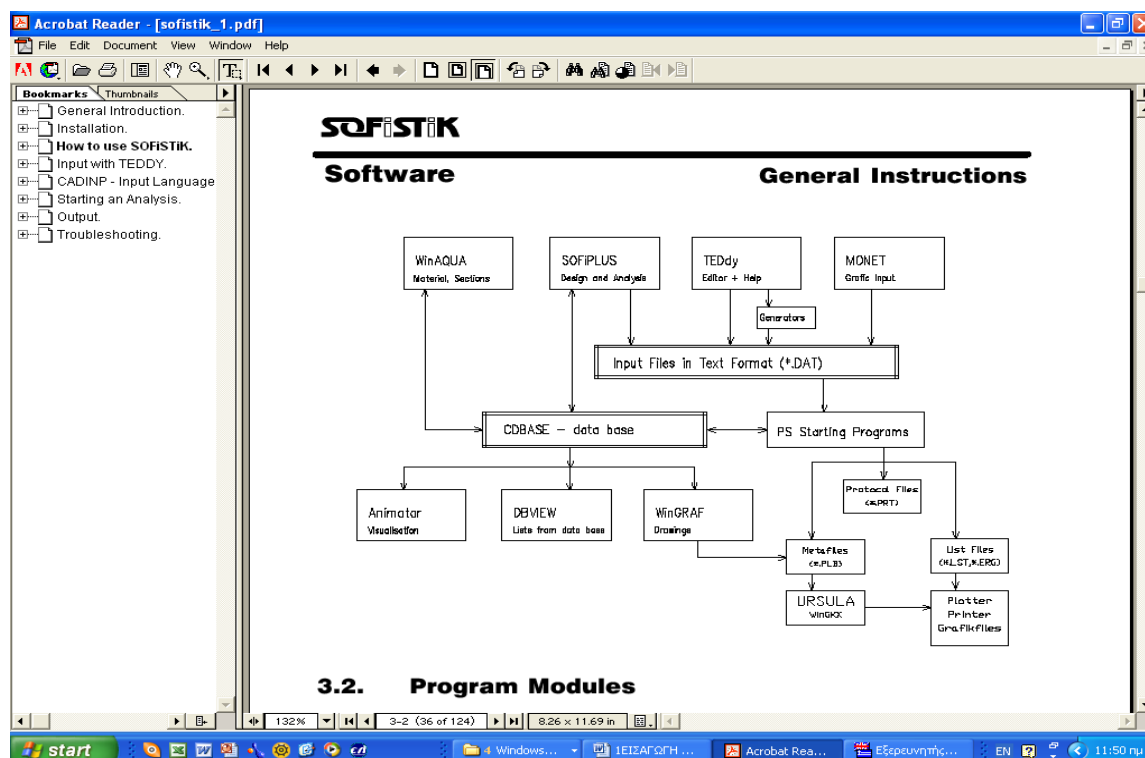 Acrobat Reader - [sofistik_1.pdf]
File Edit Document View Window Help
Bookmarks Thumbnails
General Introduction.
Installation.
How to use SOFiSTiK.
Input with TEDDY.
CADINP - Input Language
Starting an Analysis.
Output.
Troubleshooting.
SOFiSTiK
Software General Instructions
WinAQUA
Material, Sections
SOFiPLUS
Design and Analysis
TEDdy
Editor + Help
MONET
Grafic Input
Generators
Input Files in Text Format (*.DAT)
CDBASE – data base
PS Starting Programs
Animator
Visualisation
DBVIEW
Lists from data base
WinGRAF
Drawings
Protocol Files
(*.PRT)
Metafiles
(*.PLB)
List Files
(*.LST,*.ERG)
URSULA
WinGKX
Plotter
Printer
Grafikfiles
3.2. Program Modules
132% 3-2 (36 of 124) 8.26 x 11.69 in
start 4 Windows... 1ΕΙΣΑΓΩΓΗ ... Acrobat Rea... Εξερευνητής... EN 11:50 πμ